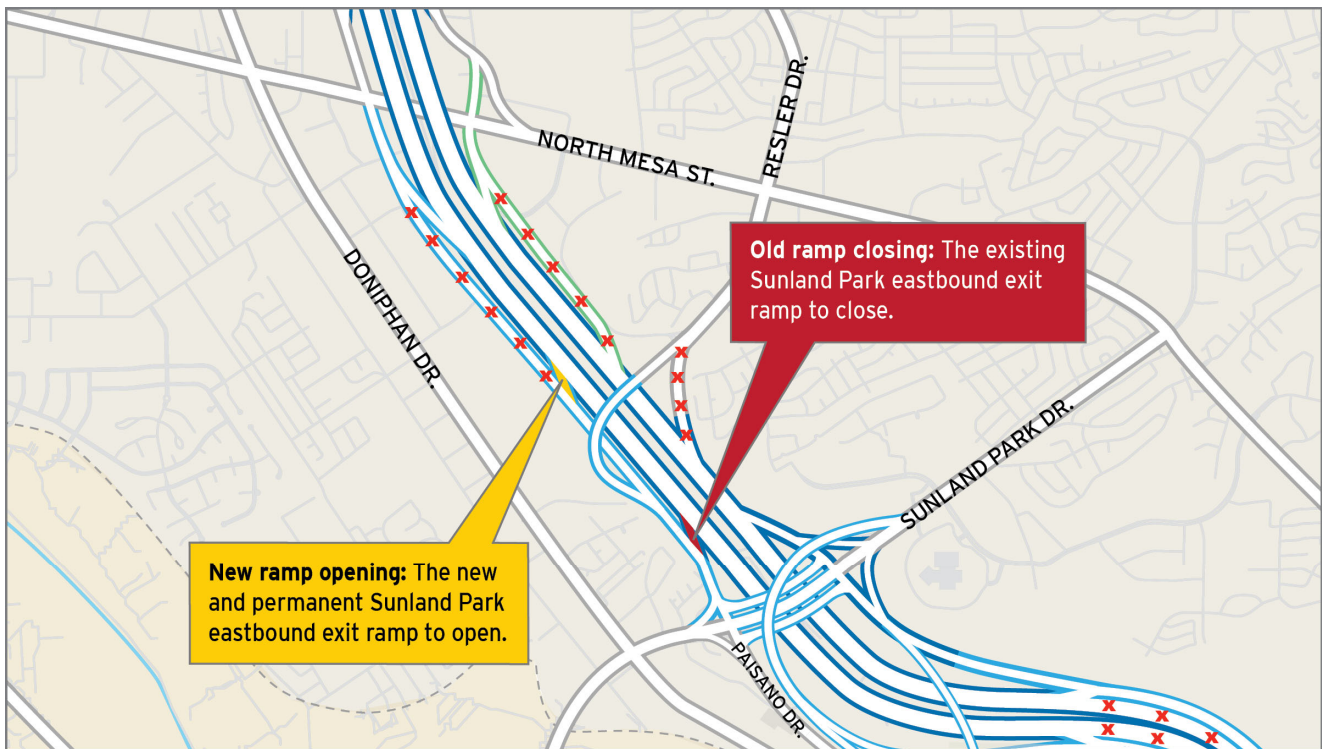 RESLER DR.
NORTH MESA ST.
Old ramp closing: The existing
Sunland Park eastbound exit
ramp to close.
DONIPHAN DR.
SUNLAND PARK DR.
New ramp opening: The new
and permanent Sunland Park
eastbound exit ramp to open.
PAISANO DR.